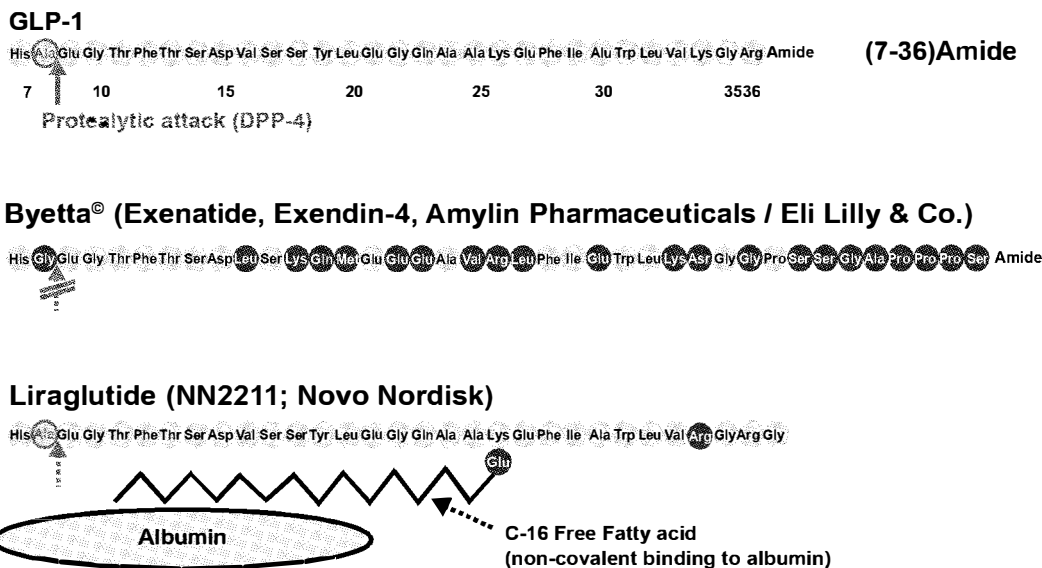 GLP-1
His Ala Glu Gly Thr Phe Thr Ser Asp Val Ser Ser Tyr Leu Glu Gly Gln Ala Ala Lys Glu Phe Ile Alu Trp Leu Val Lys Gly Arg Amide (7-36)Amide
7 10 15 20 25 30 3536
Protealytic attack (DPP-4)
Byetta© (Exenatide, Exendin-4, Amylin Pharmaceuticals / Eli Lilly & Co.)
His Gly Glu Gly Thr Phe Thr Ser Asp Leu Ser Lys Gln Met Glu Glu Glu Ala Val Arg Leu Phe Ile Glu Trp Leu Lys Asr Gly Gly Pro Ser Ser Gly Ala Pro Pro Pro Ser Amide
Liraglutide (NN2211; Novo Nordisk)
His Ala Glu Gly Thr Phe Thr Ser Asp Val Ser Ser Tyr Leu Glu Gly Gln Ala Ala Lys Glu Phe Ile Ala Trp Leu Val Arg Gly Arg Gly
Glu
Albumin
C-16 Free Fatty acid
(non-covalent binding to albumin)